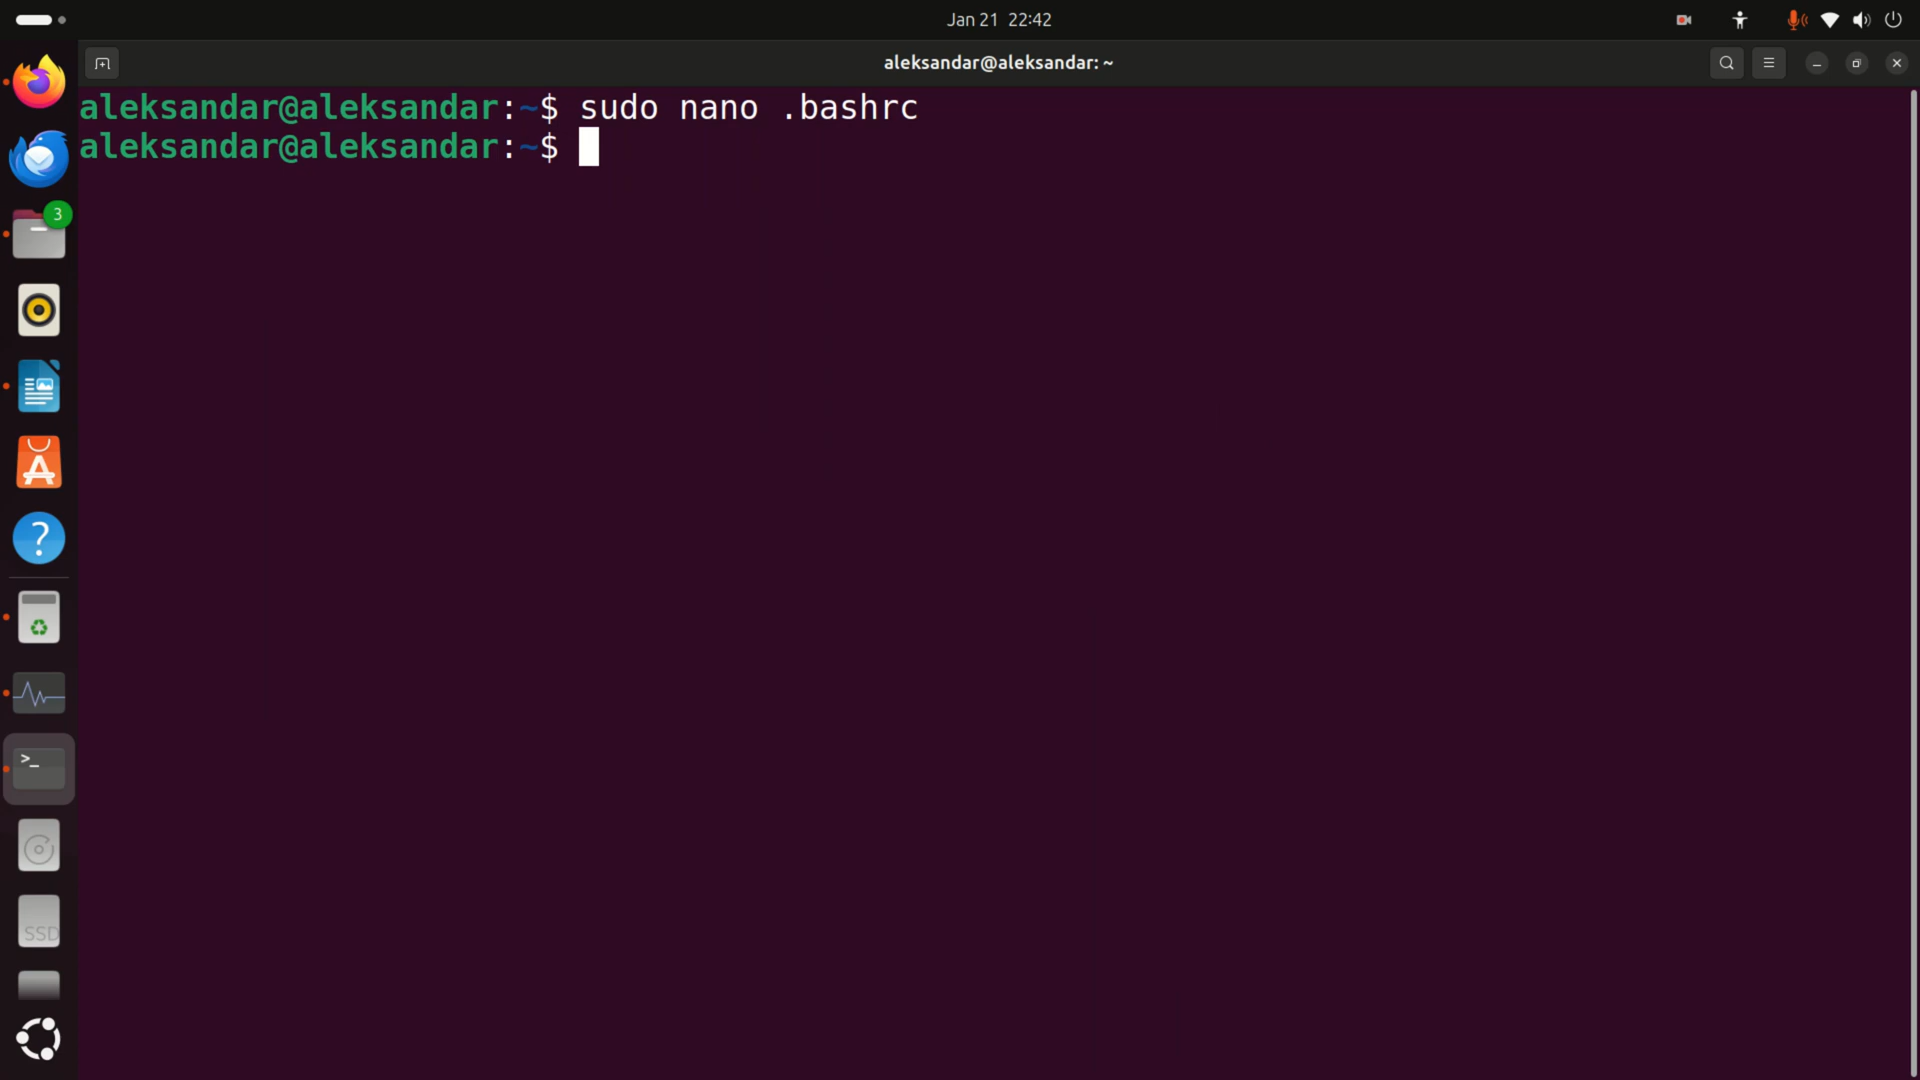 Jan 21 22:42
aleksandar@aleksandar: ~
aleksandar@aleksandar:~$ sudo nano .bashrc
aleksandar@aleksandar:~$
3
A
?
>_
SSD